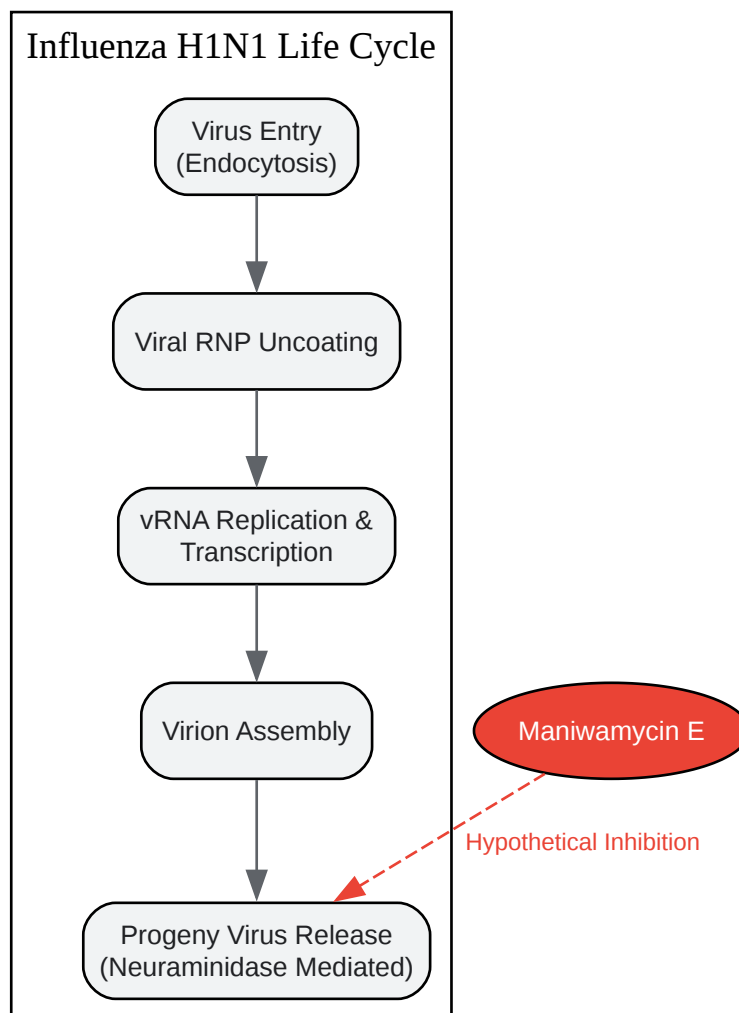 Influenza H1N1 Life Cycle
Virus Entry
(Endocytosis)
Viral RNP Uncoating
vRNA Replication &
Transcription
Virion Assembly
Maniwamycin E
Hypothetical Inhibition
Progeny Virus Release
(Neuraminidase Mediated)